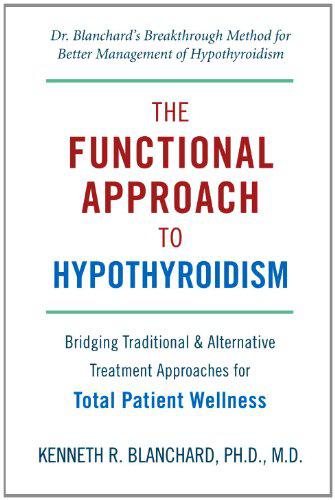 Dr. Blanchard's Breakthrough Method for
Better Management of Hypothyroidism
THE
FUNCTIONAL
APPROACH
TO
HYPOTHYROIDISM
Bridging Traditional & Alternative
Treatment Approaches for
Total Patient Wellness
KENNETH R. BLANCHARD, PH.D., M.D.